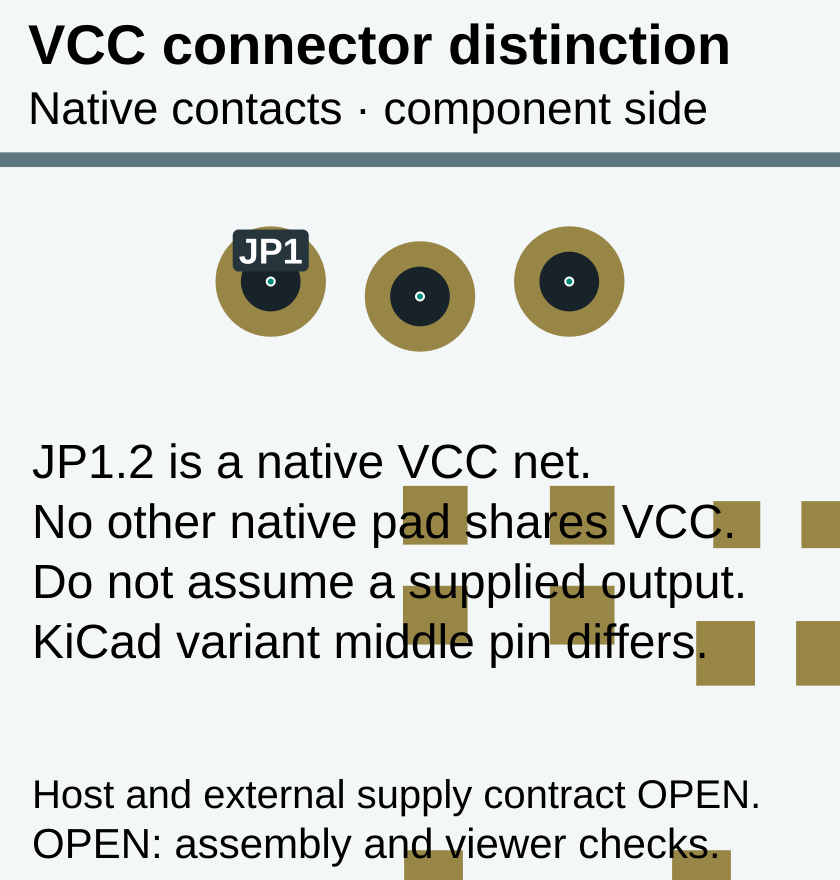 VCC connector distinction
Native contacts · component side
JP1
JP1.2 is a native VCC net.
No other native pad shares VCC.
Do not assume a supplied output.
KiCad variant middle pin differs.
Host and external supply contract OPEN.
OPEN: assembly and viewer checks.